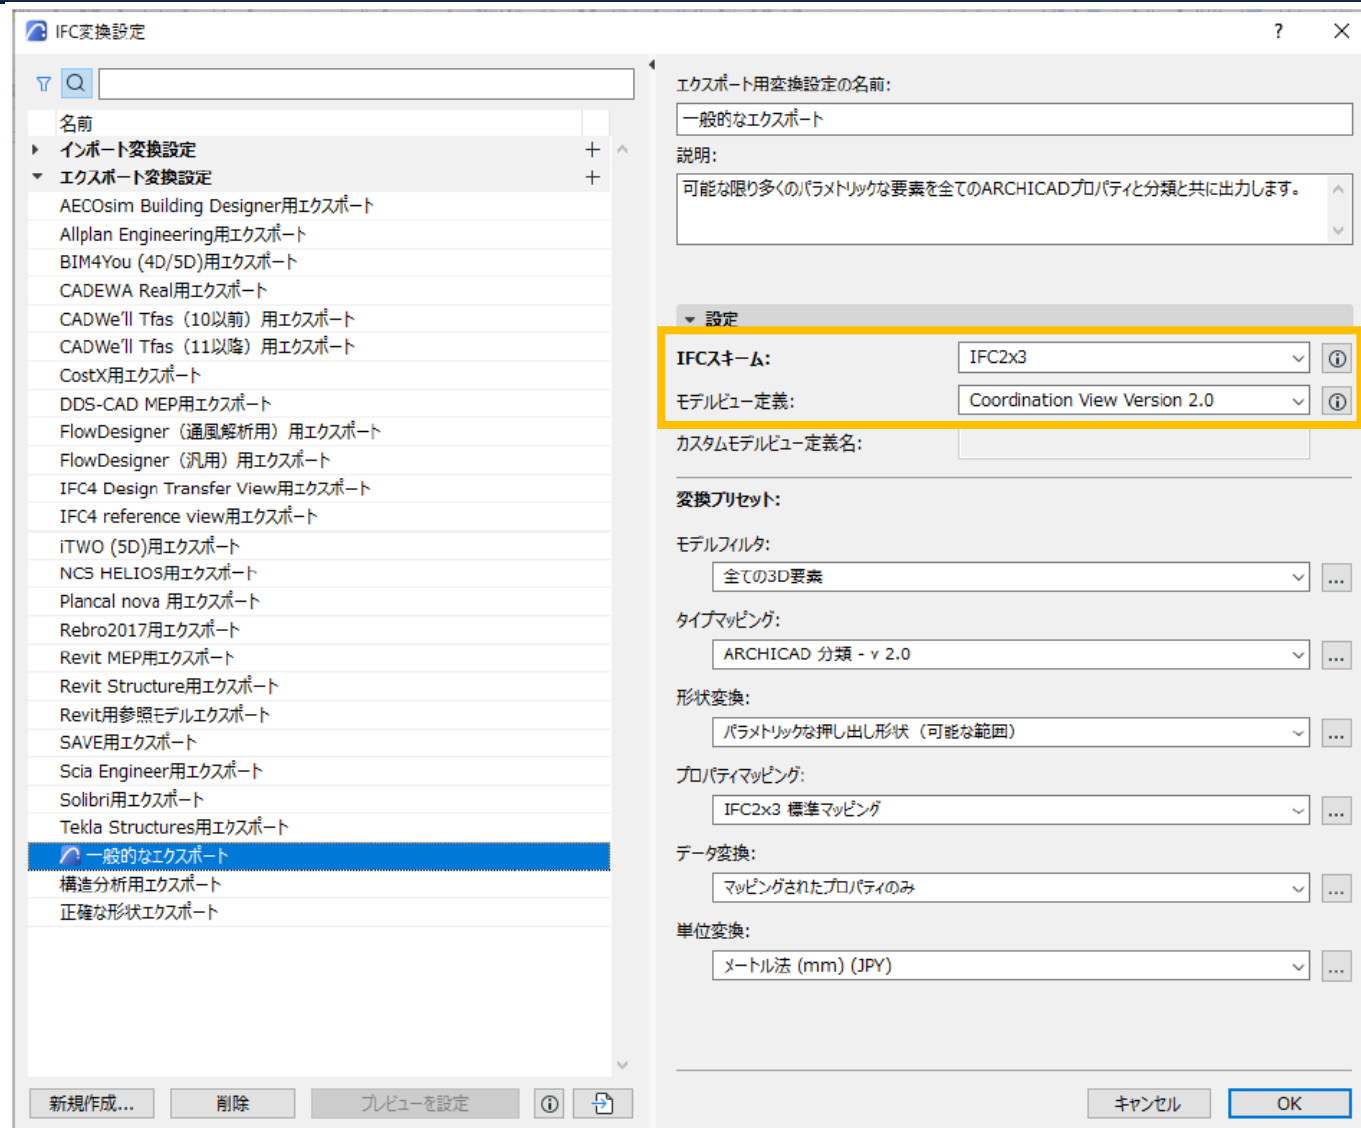 IFC変換設定
?
名前
インポート変換設定
エクスポート変換設定
AECOsim Building Designer用エクスポート
Allplan Engineering用エクスポート
BIM4You (4D/5D)用エクスポート
CADEWA Real用エクスポート
CADWe'll Tfas（10以前）用エクスポート
CADWe'll Tfas（11以降）用エクスポート
CostX用エクスポート
DDS-CAD MEP用エクスポート
FlowDesigner（通風解析用）用エクスポート
FlowDesigner（汎用）用エクスポート
IFC4 Design Transfer View用エクスポート
IFC4 reference view用エクスポート
iTWO (5D)用エクスポート
NCS HELIOS用エクスポート
Plancal nova 用エクスポート
Rebro2017用エクスポート
Revit MEP用エクスポート
Revit Structure用エクスポート
Revit用参照モデルエクスポート
SAVE用エクスポート
Scia Engineer用エクスポート
Solibri用エクスポート
Tekla Structures用エクスポート
一般的なエクスポート
構造分析用エクスポート
正確な形状エクスポート
新規作成... 削除 プレビューを設定
エクスポート用変換設定の名前:
一般的なエクスポート
説明:
可能な限り多くのパラメトリックな要素を全てのARCHICADプロパティと分類と共に出力します。
設定
IFCスキーム: IFC2x3
モデルビュー定義: Coordination View Version 2.0
カスタムモデルビュー定義名:
変換プリセット:
モデルフィルタ:
全ての3D要素 ...
タイプマッピング:
ARCHICAD 分類 - v 2.0 ...
形状変換:
パラメトリックな押し出し形状（可能な範囲） ...
プロパティマッピング:
IFC2x3 標準マッピング ...
データ変換:
マッピングされたプロパティのみ ...
単位変換:
メートル法 (mm) (JPY) ...
キャンセル OK